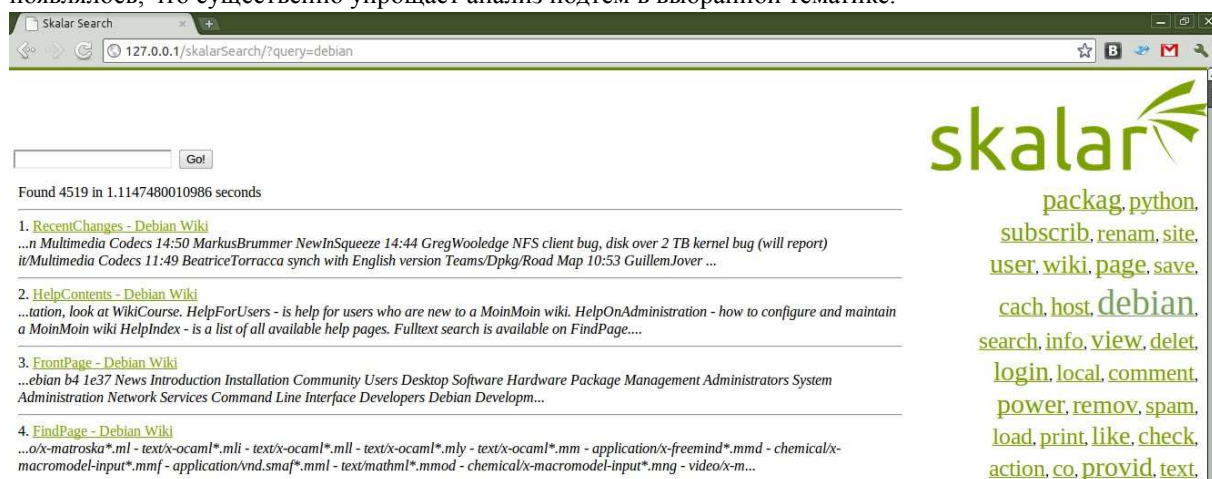 появлялось, что существенно упрощает анализ подтем в выбранной тематике.
Skalar Search
127.0.0.1/skalarSearch/?query=debian
skalar
Go!
Found 4519 in 1.1147480010986 seconds
1. RecentChanges - Debian Wiki
...n Multimedia Codecs 14:50 MarkusBrummer NewInSqueeze 14:44 GregWooledge NFS client bug, disk over 2 TB kernel bug (will report)
it/Multimedia Codecs 11:49 BeatriceTorracca synch with English version Teams/Dpkg/Road Map 10:53 GuillemJover ...
2. HelpContents - Debian Wiki
...tation, look at WikiCourse. HelpForUsers - is help for users who are new to a MoinMoin wiki. HelpOnAdministration - how to configure and maintain
a MoinMoin wiki HelpIndex - is a list of all available help pages. Fulltext search is available on FindPage....
3. FrontPage - Debian Wiki
...ebian b4 1e37 News Introduction Installation Community Users Desktop Software Hardware Package Management Administrators System
Administration Network Services Command Line Interface Developers Debian Developm...
4. FindPage - Debian Wiki
...o/x-matroska*.ml - text/x-ocaml*.mli - text/x-ocaml*.mll - text/x-ocaml*.mly - text/x-ocaml*.mm - application/x-freemind*.mmd - chemical/x-
macromodel-input*.mmf - application/vnd.smaf*.mml - text/mathml*.mmod - chemical/x-macromodel-input*.mng - video/x-m...
packag, python,
subscrib, renam, site,
user, wiki, page, save,
cach, host, debian,
search, info, view, delet,
login, local, comment,
power, remov, spam,
load, print, like, check,
action, co, provid, text,